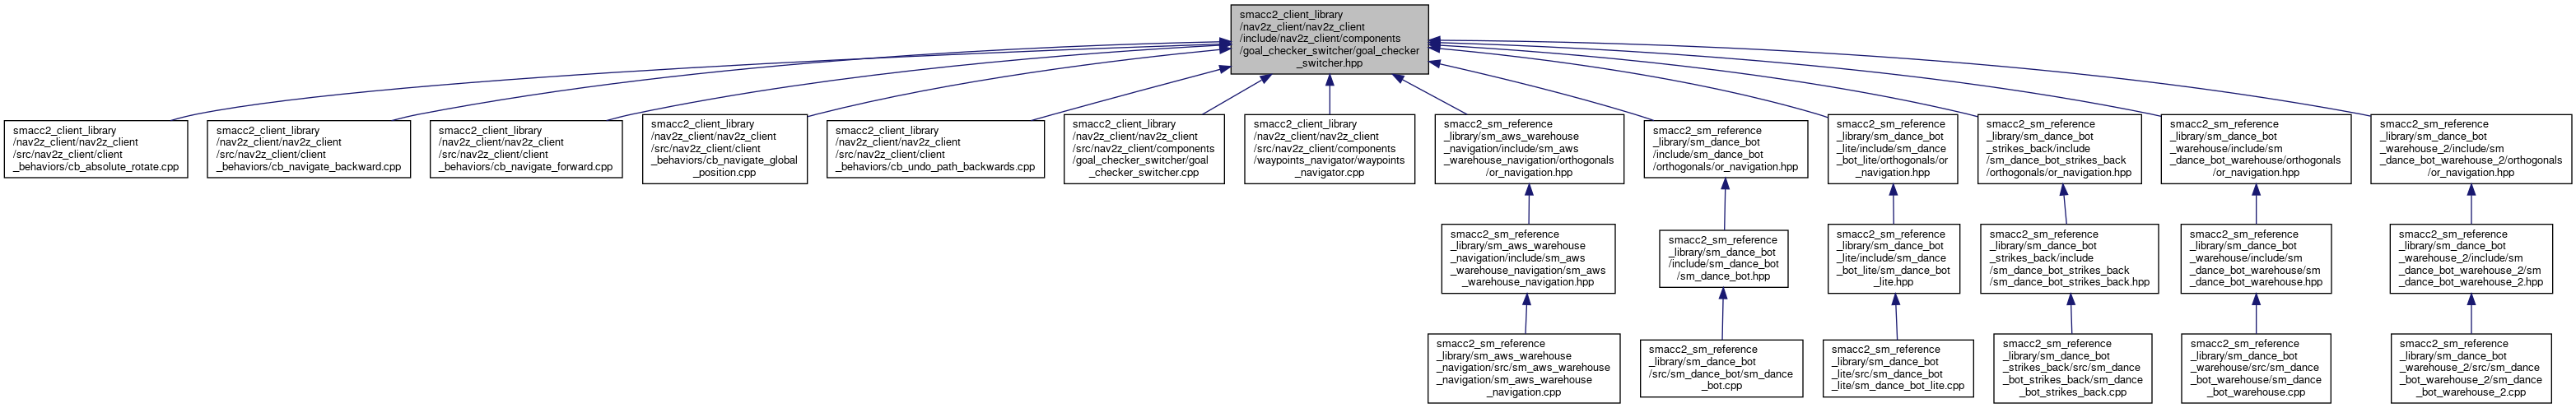 smacc2_client_library
/nav2z_client/nav2z_client
/include/nav2z_client/components
/goal_checker_switcher/goal_checker
_switcher.hpp
smacc2_client_library
/nav2z_client/nav2z_client
/src/nav2z_client/client
_behaviors/cb_absolute_rotate.cpp
smacc2_client_library
/nav2z_client/nav2z_client
/src/nav2z_client/client
_behaviors/cb_navigate_backward.cpp
smacc2_client_library
/nav2z_client/nav2z_client
/src/nav2z_client/client
_behaviors/cb_navigate_forward.cpp
smacc2_client_library
/nav2z_client/nav2z_client
/src/nav2z_client/client
_behaviors/cb_navigate_global
_position.cpp
smacc2_client_library
/nav2z_client/nav2z_client
/src/nav2z_client/client
_behaviors/cb_undo_path_backwards.cpp
smacc2_client_library
/nav2z_client/nav2z_client
/src/nav2z_client/components
/goal_checker_switcher/goal
_checker_switcher.cpp
smacc2_client_library
/nav2z_client/nav2z_client
/src/nav2z_client/components
/waypoints_navigator/waypoints
_navigator.cpp
smacc2_sm_reference
_library/sm_aws_warehouse
_navigation/include/sm_aws
_warehouse_navigation/orthogonals
/or_navigation.hpp
smacc2_sm_reference
_library/sm_dance_bot
/include/sm_dance_bot
/orthogonals/or_navigation.hpp
smacc2_sm_reference
_library/sm_dance_bot
_lite/include/sm_dance
_bot_lite/orthogonals/or
_navigation.hpp
smacc2_sm_reference
_library/sm_dance_bot
_strikes_back/include
/sm_dance_bot_strikes_back
/orthogonals/or_navigation.hpp
smacc2_sm_reference
_library/sm_dance_bot
_warehouse/include/sm
_dance_bot_warehouse/orthogonals
/or_navigation.hpp
smacc2_sm_reference
_library/sm_dance_bot
_warehouse_2/include/sm
_dance_bot_warehouse_2/orthogonals
/or_navigation.hpp
smacc2_sm_reference
_library/sm_aws_warehouse
_navigation/include/sm_aws
_warehouse_navigation/sm_aws
_warehouse_navigation.hpp
smacc2_sm_reference
_library/sm_dance_bot
/include/sm_dance_bot
/sm_dance_bot.hpp
smacc2_sm_reference
_library/sm_dance_bot
_lite/include/sm_dance
_bot_lite/sm_dance_bot
_lite.hpp
smacc2_sm_reference
_library/sm_dance_bot
_strikes_back/include
/sm_dance_bot_strikes_back
/sm_dance_bot_strikes_back.hpp
smacc2_sm_reference
_library/sm_dance_bot
_warehouse/include/sm
_dance_bot_warehouse/sm
_dance_bot_warehouse.hpp
smacc2_sm_reference
_library/sm_dance_bot
_warehouse_2/include/sm
_dance_bot_warehouse_2/sm
_dance_bot_warehouse_2.hpp
smacc2_sm_reference
_library/sm_aws_warehouse
_navigation/src/sm_aws_warehouse
_navigation/sm_aws_warehouse
_navigation.cpp
smacc2_sm_reference
_library/sm_dance_bot
/src/sm_dance_bot/sm_dance
_bot.cpp
smacc2_sm_reference
_library/sm_dance_bot
_lite/src/sm_dance_bot
_lite/sm_dance_bot_lite.cpp
smacc2_sm_reference
_library/sm_dance_bot
_strikes_back/src/sm_dance
_bot_strikes_back/sm_dance
_bot_strikes_back.cpp
smacc2_sm_reference
_library/sm_dance_bot
_warehouse/src/sm_dance
_bot_warehouse/sm_dance
_bot_warehouse.cpp
smacc2_sm_reference
_library/sm_dance_bot
_warehouse_2/src/sm_dance
_bot_warehouse_2/sm_dance
_bot_warehouse_2.cpp